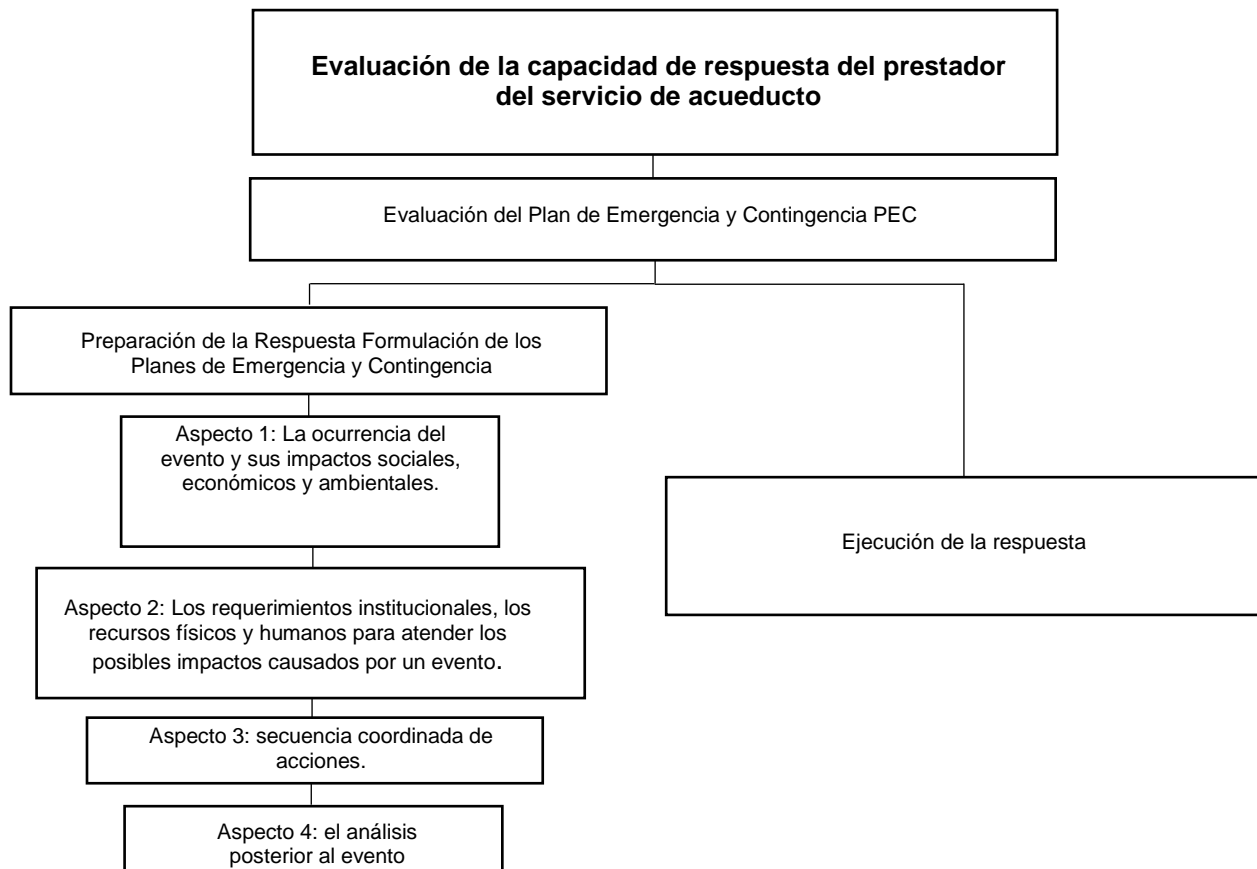 Evaluación de la capacidad de respuesta del prestador
del servicio de acueducto
Evaluación del Plan de Emergencia y Contingencia PEC
Preparación de la Respuesta Formulación de los
Planes de Emergencia y Contingencia
Aspecto 1: La ocurrencia del
evento y sus impactos sociales,
económicos y ambientales.
Aspecto 2: Los requerimientos institucionales, los
recursos físicos y humanos para atender los
posibles impactos causados por un evento.
Aspecto 3: secuencia coordinada de
acciones.
Aspecto 4: el análisis
posterior al evento
Ejecución de la respuesta